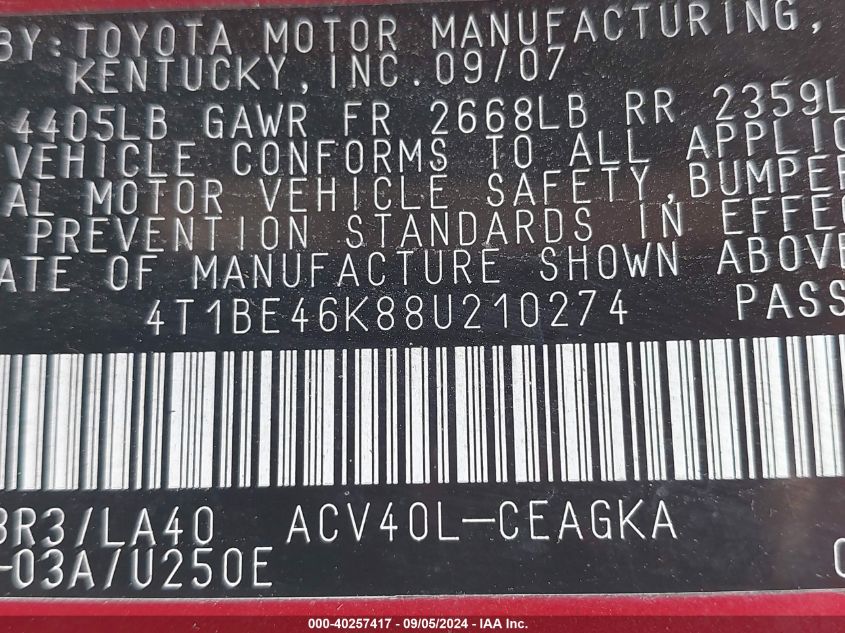 BY: TOYOTA MOTOR MANUFACTURING,
KENTUCKY, INC. 09/07
4405LB GAWR FR 2668LB RR 2359L
VEHICLE CONFORMS TO ALL APPLIC
AL MOTOR VEHICLE SAFETY, BUMPER
PREVENTION STANDARDS IN EFFEC
ATE OF MANUFACTURE SHOWN ABOVE
4T1BE46K88U210274 PASS
3R3/LA40 ACV40L-CEAGKA
-03A/U250E
000-40257417 - 09/05/2024 - IAA Inc.